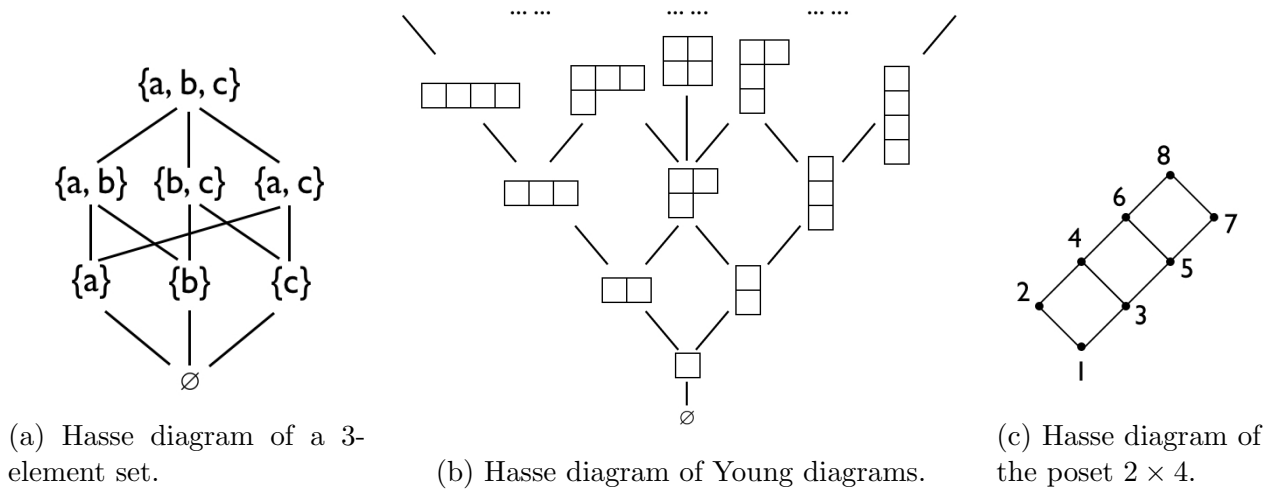 ... ... ... ... ... ...
{a, b, c}
{a, b} {b, c} {a, c}
{a} {b} {c}
∅
∅
8
6
7
4
5
2
3
1
(a) Hasse diagram of a 3-
element set.
(b) Hasse diagram of Young diagrams.
(c) Hasse diagram of
the poset 2 × 4.